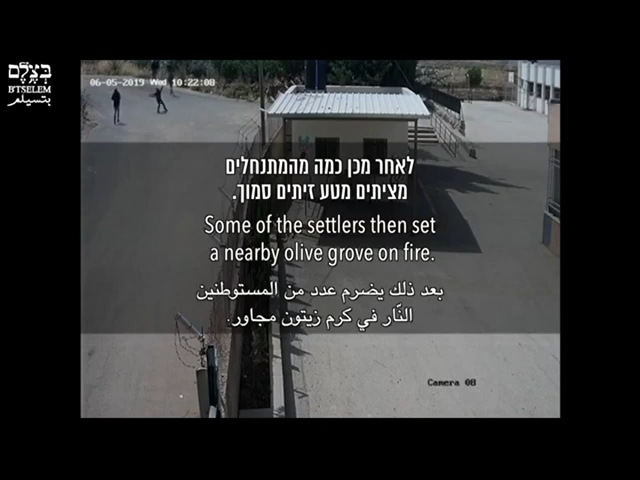 בצלם
B'TSELEM
بتسيلم
06-05-2019 Wed 10:22:08
לאחר מכן כמה מהמתנחלים
מציתים מטע זיתים סמוך.
Some of the settlers then set
a nearby olive grove on fire.
بعد ذلك يضرم عدد من المستوطنين
النّار في كرم زيتون مجاور.
Camera 08